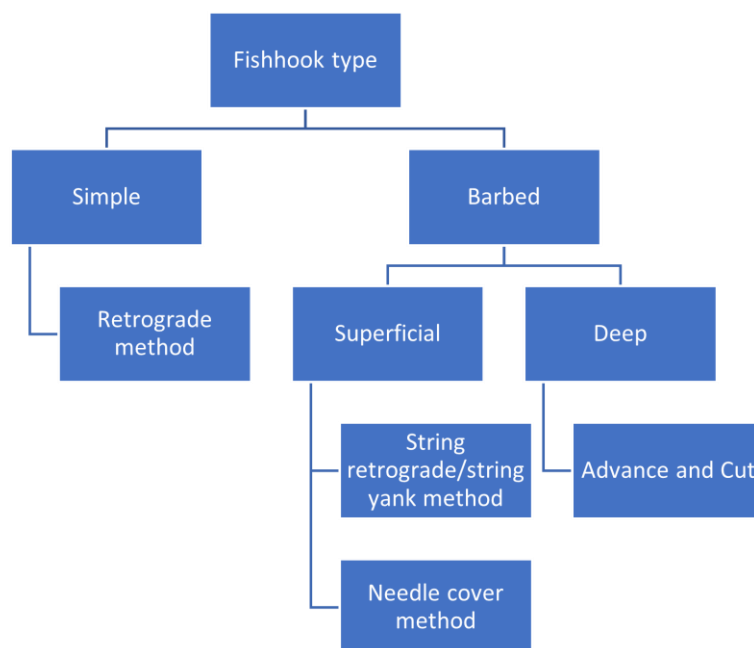 Fishhook type
Simple
Barbed
Retrograde
method
Superficial
Deep
String
retrograde/string
yank method
Advance and Cut
Needle cover
method